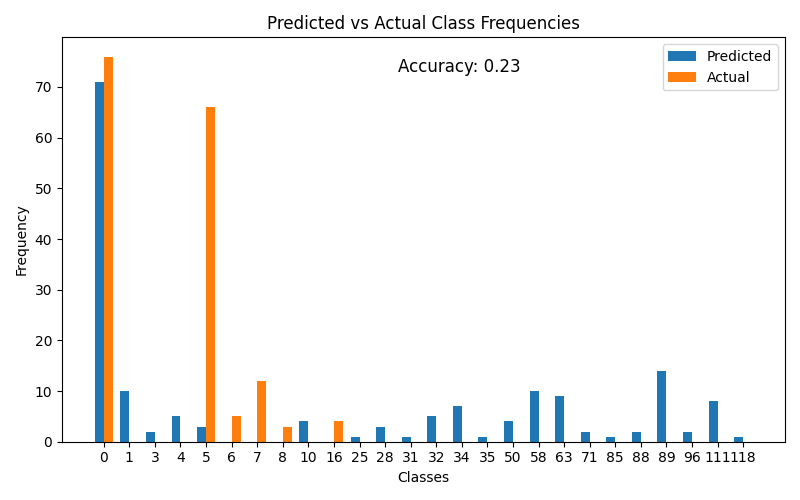 Predicted vs Actual Class Frequencies
Accuracy: 0.23
Predicted
Actual
Frequency
70
60
50
40
30
20
10
0
0 1 3 4 5 6 7 8 10 16 25 28 31 32 34 35 50 58 63 71 85 88 89 96 111 118
Classes